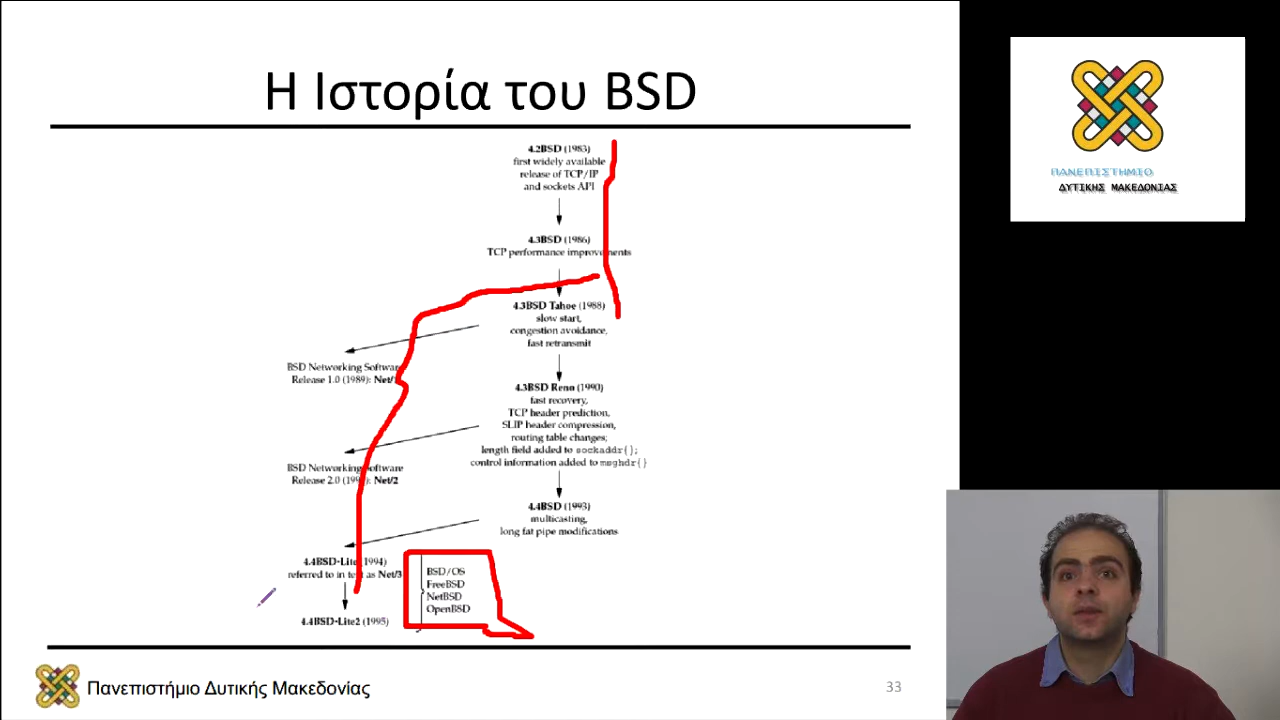 Η Ιστορία του BSD
4.2BSD (1983)
first widely available
release of TCP/IP
and sockets API
4.3BSD (1986)
TCP performance improvements
4.3BSD Tahoe (1988)
slow start,
congestion avoidance,
fast retransmit
BSD Networking Software
Release 1.0 (1989): Net/1
4.3BSD Reno (1990)
fast recovery,
TCP header prediction,
SLIP header compression,
routing table changes;
length field added to sockaddr{};
control information added to msghdr{}
BSD Networking Software
Release 2.0 Net/2
4.4BSD (1993)
multicasting,
long fat pipe modifications
4.4BSD-Lite (1994)
referred to in text as Net/3
4.4BSD-Lite2 (1995)
BSD/OS
FreeBSD
NetBSD
OpenBSD
Πανεπιστήμιο Δυτικής Μακεδονίας
33
ΠΑΝΕΠΙΣΤΗΜΙΟ
ΔΥΤΙΚΗΣ ΜΑΚΕΔΟΝΙΑΣ